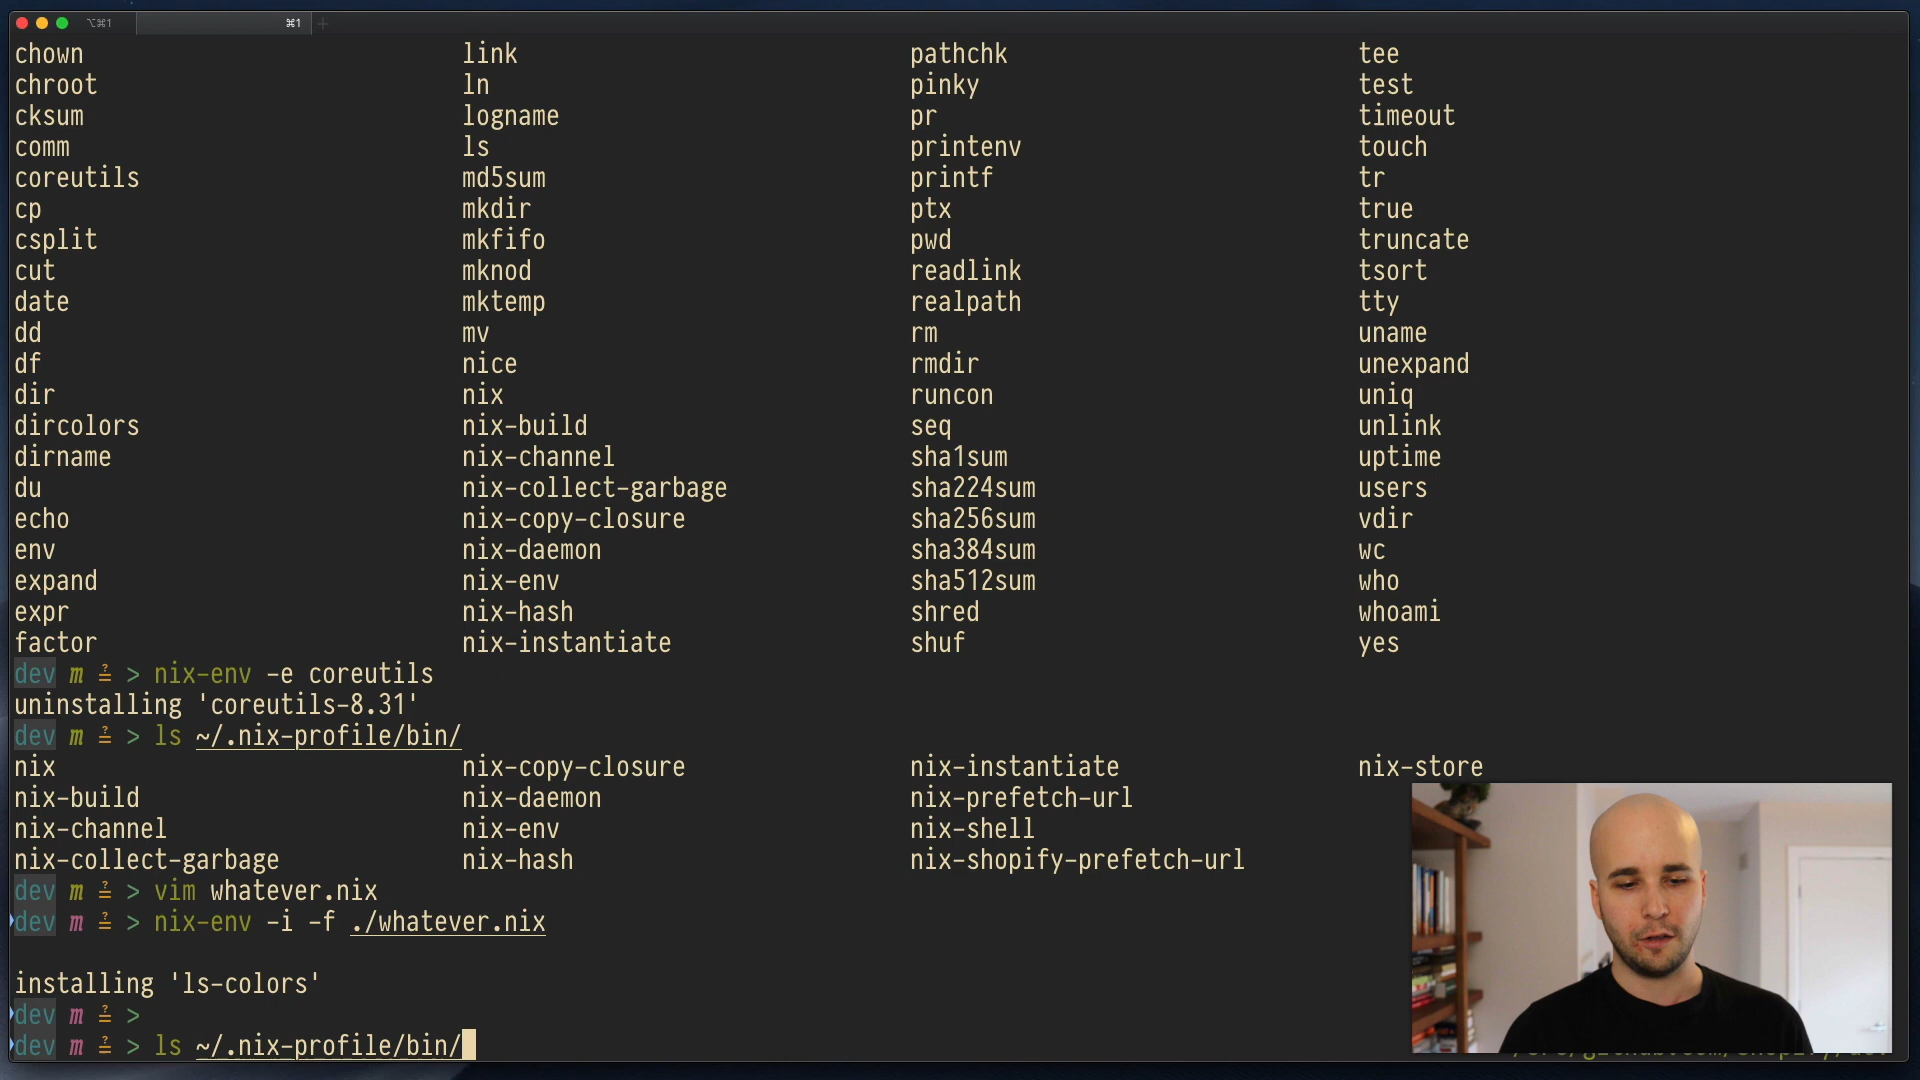 ⌥⌘1 ⌘1 +
chown link pathchk tee
chroot ln pinky test
cksum logname pr timeout
comm ls printenv touch
coreutils md5sum printf tr
cp mkdir ptx true
csplit mkfifo pwd truncate
cut mknod readlink tsort
date mktemp realpath tty
dd mv rm uname
df nice rmdir unexpand
dir nix runcon uniq
dircolors nix-build seq unlink
dirname nix-channel sha1sum uptime
du nix-collect-garbage sha224sum users
echo nix-copy-closure sha256sum vdir
env nix-daemon sha384sum wc
expand nix-env sha512sum who
expr nix-hash shred whoami
factor nix-instantiate shuf yes
dev m ≟ > nix-env -e coreutils
uninstalling 'coreutils-8.31'
dev m ≟ > ls ~/.nix-profile/bin/
nix nix-copy-closure nix-instantiate nix-store
nix-build nix-daemon nix-prefetch-url
nix-channel nix-env nix-shell
nix-collect-garbage nix-hash nix-shopify-prefetch-url
dev m ≟ > vim whatever.nix
dev m ≟ > nix-env -i -f ./whatever.nix
installing 'ls-colors'
dev m ≟ >
dev m ≟ > ls ~/.nix-profile/bin/